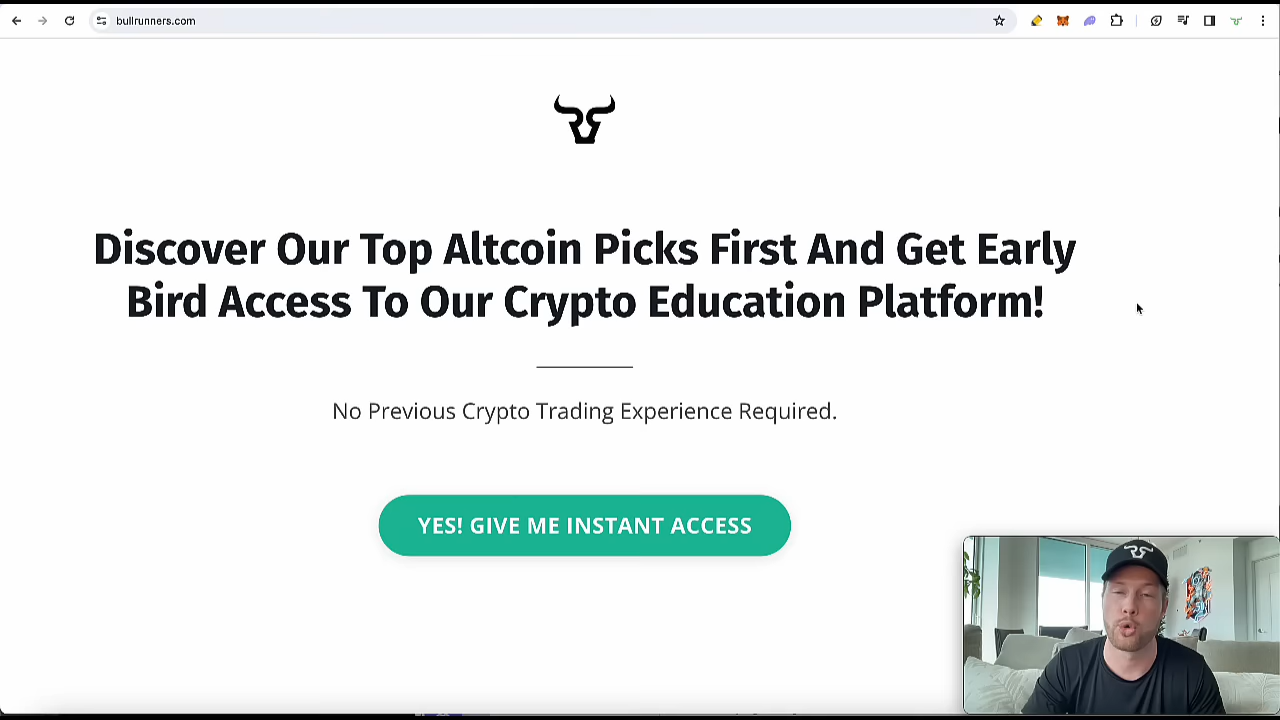 bullrunners.com
Discover Our Top Altcoin Picks First And Get Early
Bird Access To Our Crypto Education Platform!
No Previous Crypto Trading Experience Required.
YES! GIVE ME INSTANT ACCESS